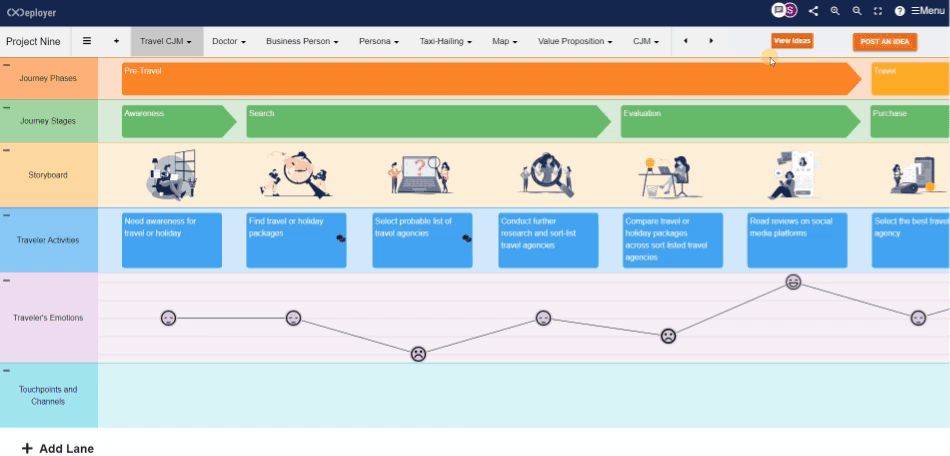 eployer
Menu
Project Nine
Travel CJM
Doctor
Business Person
Persona
Taxi-Hailing
Map
Value Proposition
CJM
View Ideas
POST AN IDEA
Journey Phases
Pre-Travel
Travel
Journey Stages
Awareness
Search
Evaluation
Purchase
Storyboard
Traveler Activities
Need awareness for
travel or holiday
Find travel or holiday
packages
Select probable list of
travel agencies
Conduct further
research and sort-list
travel agencies
Compare travel or
holiday packages
across sort listed travel
agencies
Read reviews on social
media platforms
Select the best trave
agency
Traveler's Emotions
Touchpoints and
Channels
+ Add Lane